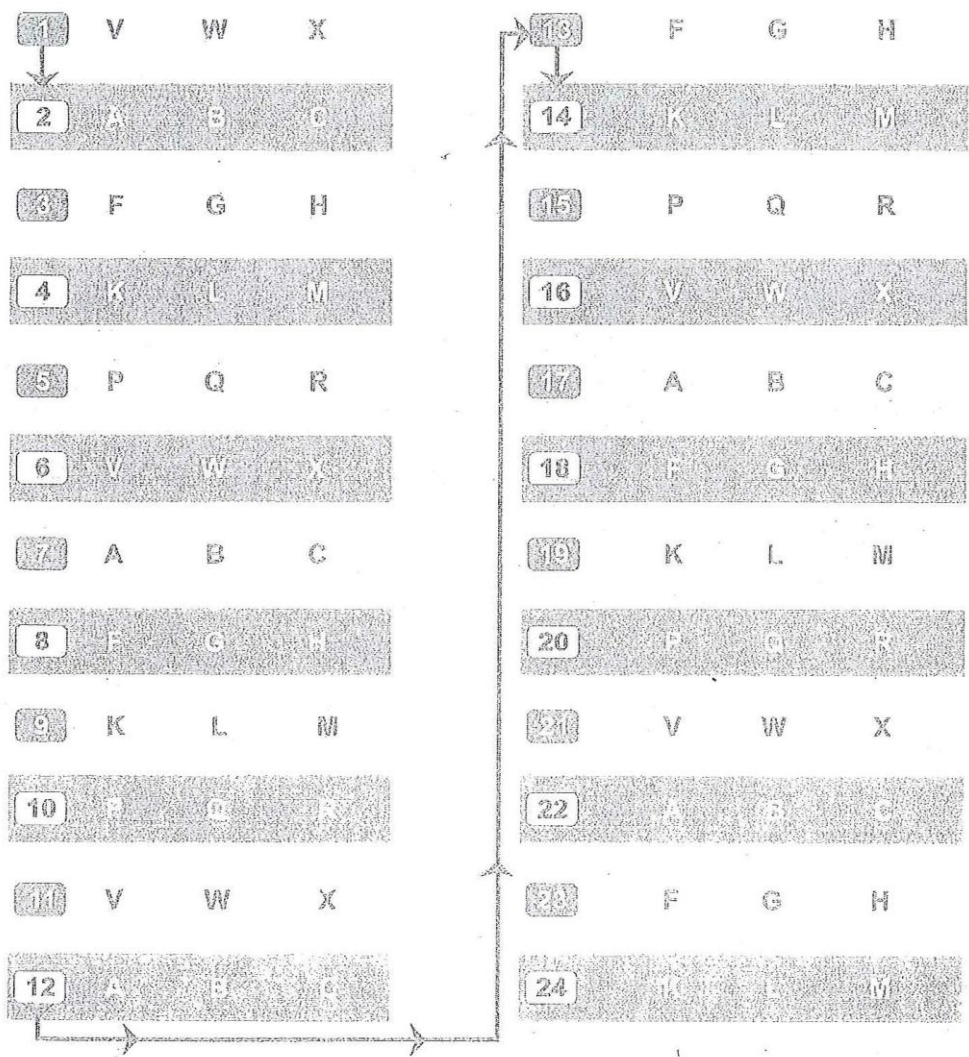 1 V W X
2 A B C
3 F G H
4 K L M
5 P Q R
6 V W X
7 A B C
8 F G H
9 K L M
10 P Q R
11 V W X
12 A B C
13 F G H
14 K L M
15 P Q R
16 V W X
17 A B C
18 F G H
19 K L M
20 P Q R
21 V W X
22 A B C
23 F G H
24 K L M